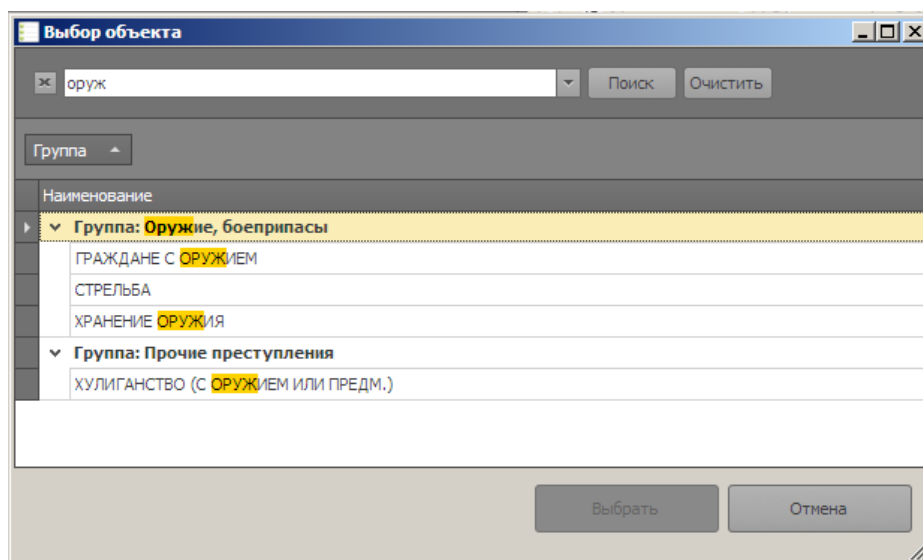 Выбор объекта
оруж
Поиск
Очистить
Группа
Наименование
Группа: Оружие, боеприпасы
ГРАЖДАНЕ С ОРУЖИЕМ
СТРЕЛЬБА
ХРАНЕНИЕ ОРУЖИЯ
Группа: Прочие преступления
ХУЛИГАНСТВО (С ОРУЖИЕМ ИЛИ ПРЕДМ.)
Выбрать
Отмена